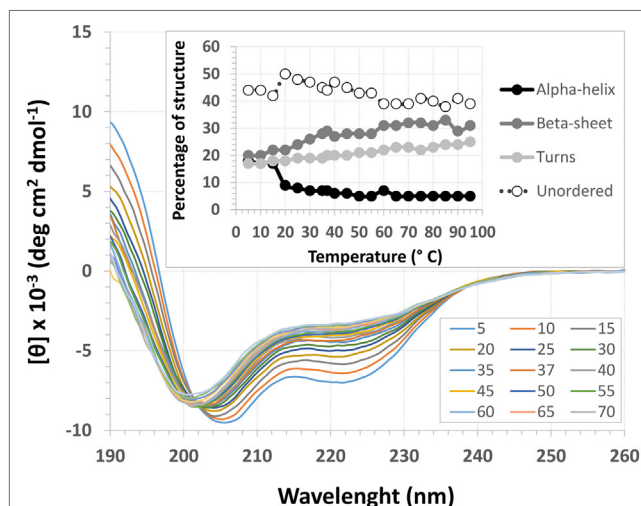 Percentage of structure
60
50
40
30
20
10
0
0 10 20 30 40 50 60 70 80 90 100
Temperature (° C)
Alpha-helix
Beta-sheet
Turns
Unordered
[θ] x 10⁻³ (deg cm² dmol⁻¹)
15
10
5
0
-5
-10
190 200 210 220 230 240 250 260
Wavelenght (nm)
5 10 15
20 25 30
35 37 40
45 50 55
60 65 70